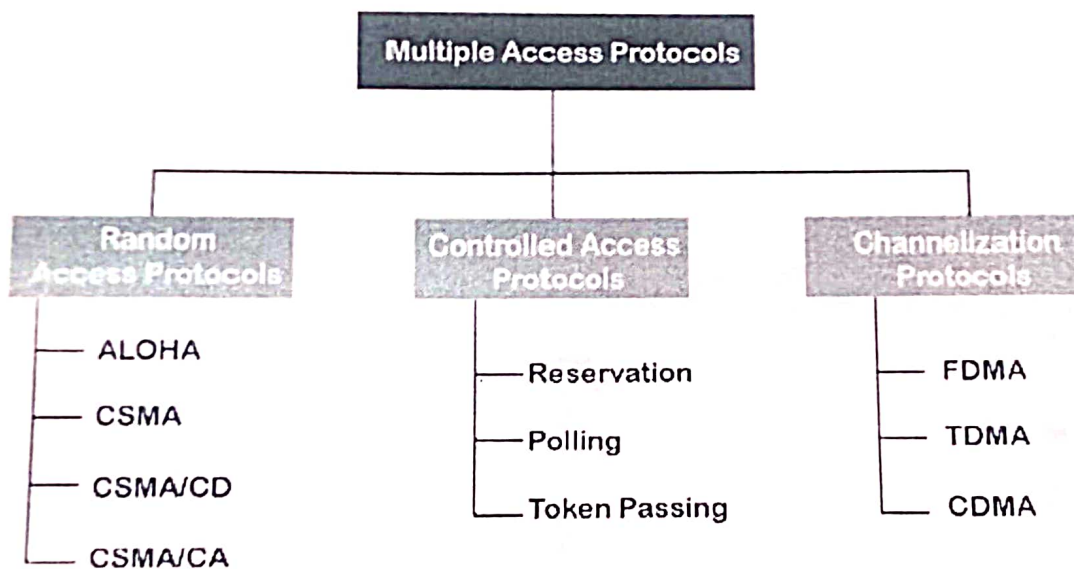 Multiple Access Protocols
Random
Access Protocols
ALOHA
CSMA
CSMA/CD
CSMA/CA
Controlled Access
Protocols
Reservation
Polling
Token Passing
Channelization
Protocols
FDMA
TDMA
CDMA